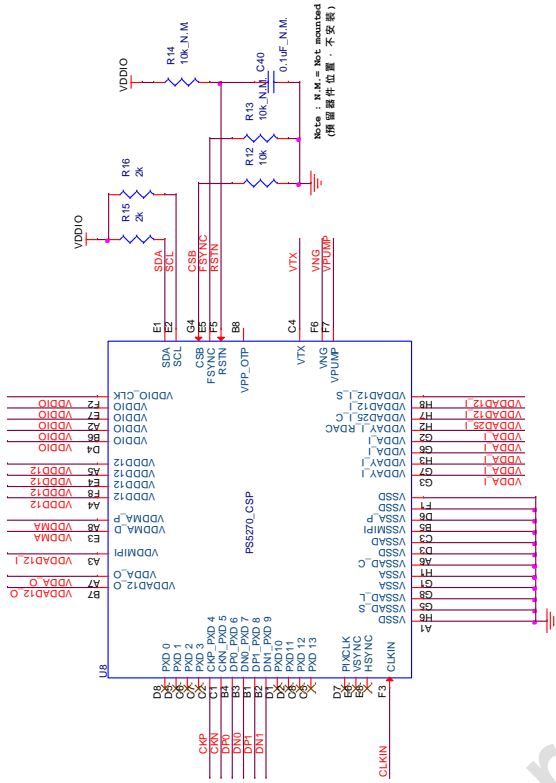 VDDIO
R14
10k_N.M.
C40
0.1uF_N.M.
R13
10k_N.M.
R12
10k
Note : N.M.= Not mounted
(預留器件位置，不安裝)
VDDIO
R16
2k
R15
2k
SDA
SCL
CSB
FSYNC
RSTN
VTX
VNG
VPUMP
E1
E2
G4
E5
F5
B8
C4
F6
F7
SDA
SCL
CSB
FSYNC
RSTN
VPP_OTP
VTX
VNG
VPUMP
VDDIO
VDDIO
VDDIO
VDDIO
VDDIO
VDD12
VDD12
VDD12
VDD12
VDDMA
VDDMA
VDDAD12_I
VDDA_O
VDDAD12_O
F2
E7
A2
B6
D4
A5
E4
F8
A4
A8
E3
A3
A7
B7
VDDIO_CLK
VDDIO
VDDIO
VDDIO
VDDIO
VDD12
VDD12
VDD12
VDD12
VDDMA_P
VDDMA_D
VDDMIPI
VDDA_O
VDDAD12_O
PS5270_CSP
U8
VDDAD12_I_S
VDDAD12_I_C
VDDAD25_I
VDDAY_I_RDAC
VDDA_I
VDDA_I
VDDAY_I
VDDAY_I
VSSD
VSSD
VSSA_P
VSSMIPI
VSSAD
VSSD
VSSAD_C
VSSA
VSSA
VSSAD_L
VSSAD_S
VSSD
H8
H7
H2
G2
G6
H3
G7
G3
F1
D6
B5
C3
D3
A6
H1
G1
G8
G5
H6
A1
VDDAD12_I
VDDAD12_I
VDDAD25_I
VDDA_I
VDDA_I
VDDA_I
VDDA_I
PXD 0
PXD 1
PXD 2
PXD 3
CKP_PXD 4
CKN_PXD 5
DP0_PXD 6
DN0_PXD 7
DP1_PXD 8
DN1_PXD 9
PXD10
PXD11
PXD 12
PXD 13
PIXCLK
VSYNC
HSYNC
CLKIN
D8
D5
C6
C7
C2
C1
B4
B3
B1
B2
D1
D2
C8
C5
D7
E6
E8
F3
CKP
CKN
DP0
DN0
DP1
DN1
CLKIN